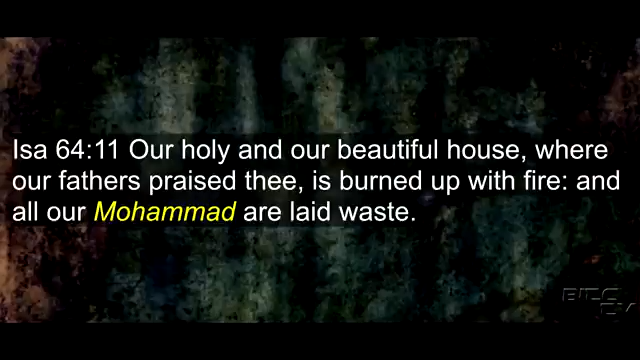 Isa 64:11 Our holy and our beautiful house, where
our fathers praised thee, is burned up with fire: and
all our Mohammad are laid waste.